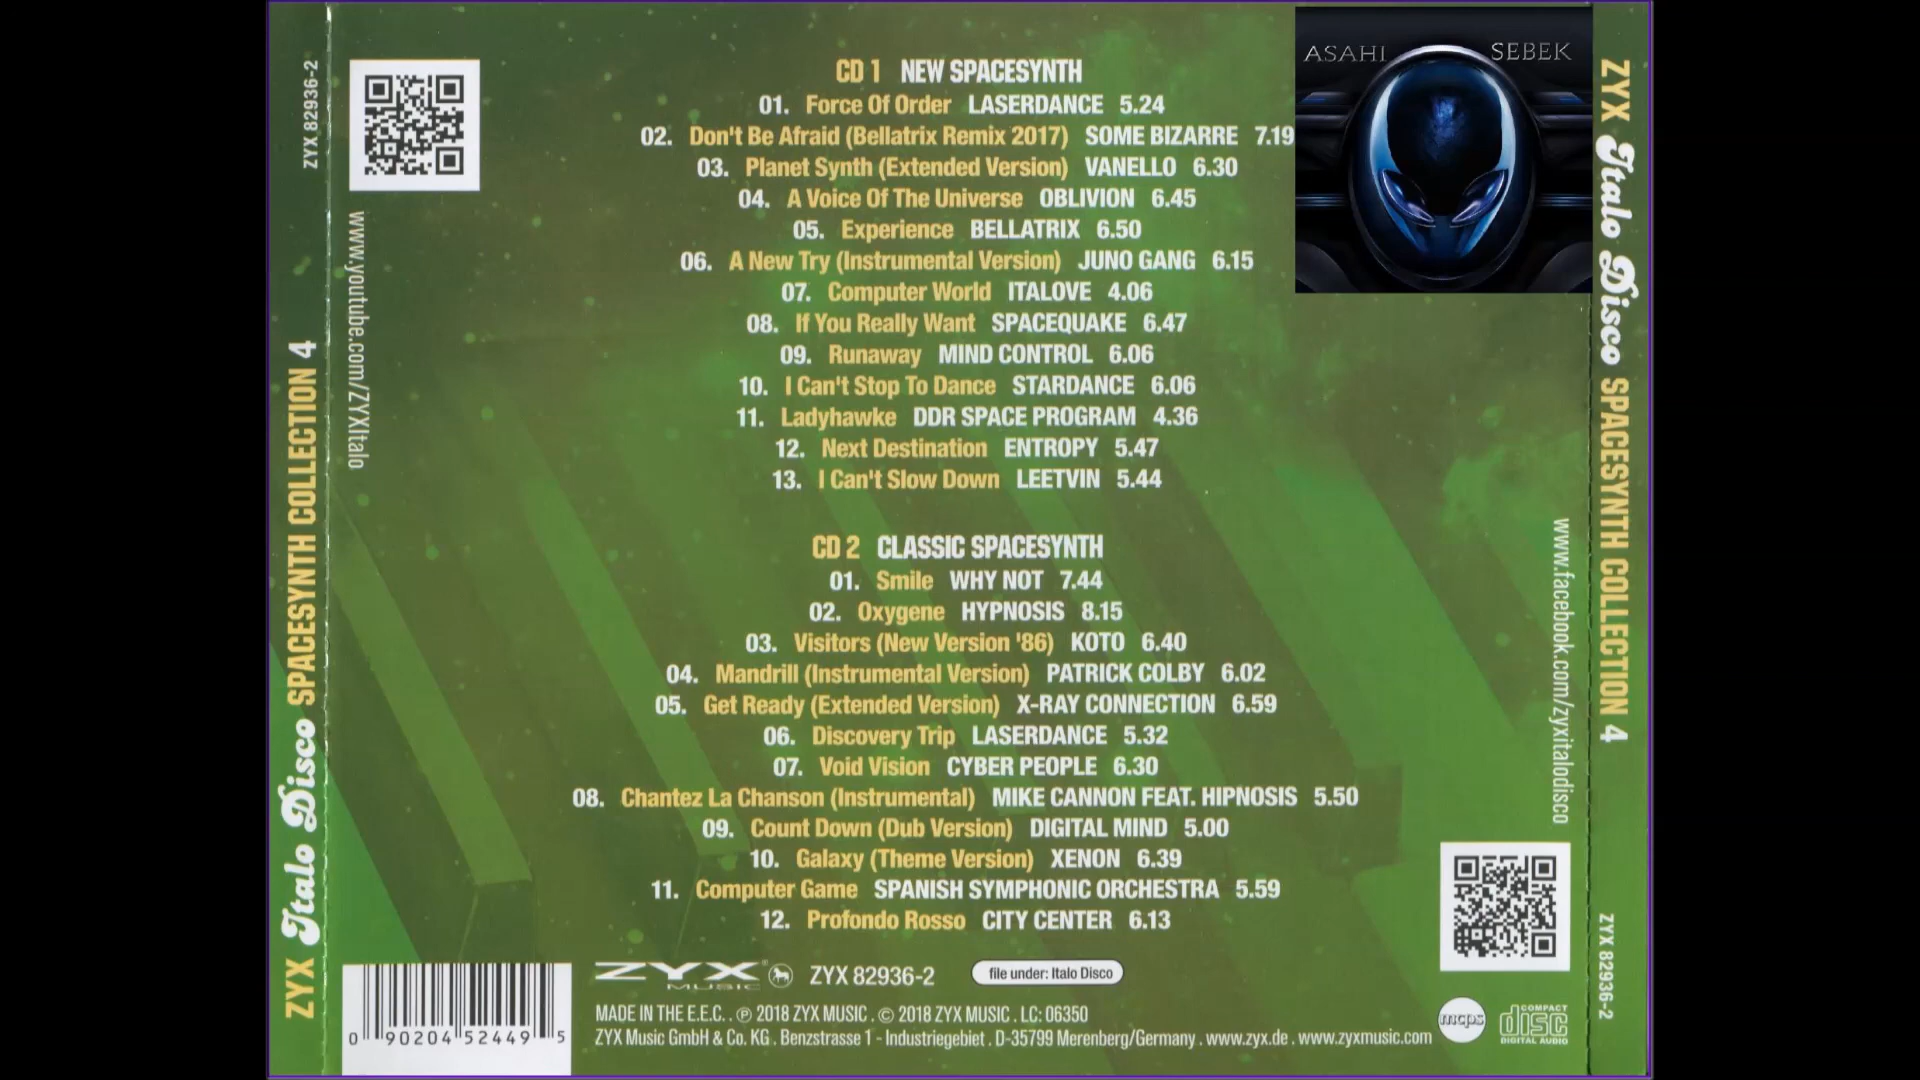 ZYX Italo Disco SPACESYNTH COLLECTION 4
ZYX 82936-2
www.youtube.com/ZYXItalo
CD 1 NEW SPACESYNTH
01. Force Of Order LASERDANCE 5.24
02. Don't Be Afraid (Bellatrix Remix 2017) SOME BIZARRE 7.19
03. Planet Synth (Extended Version) VANELLO 6.30
04. A Voice Of The Universe OBLIVION 6.45
05. Experience BELLATRIX 6.50
06. A New Try (Instrumental Version) JUNO GANG 6.15
07. Computer World ITALOVE 4.06
08. If You Really Want SPACEQUAKE 6.47
09. Runaway MIND CONTROL 6.06
10. I Can't Stop To Dance STARDANCE 6.06
11. Ladyhawke DDR SPACE PROGRAM 4.36
12. Next Destination ENTROPY 5.47
13. I Can't Slow Down LEETVIN 5.44
CD 2 CLASSIC SPACESYNTH
01. Smile WHY NOT 7.44
02. Oxygene HYPNOSIS 8.15
03. Visitors (New Version '86) KOTO 6.40
04. Mandrill (Instrumental Version) PATRICK COLBY 6.02
05. Get Ready (Extended Version) X-RAY CONNECTION 6.59
06. Discovery Trip LASERDANCE 5.32
07. Void Vision CYBER PEOPLE 6.30
08. Chantez La Chanson (Instrumental) MIKE CANNON FEAT. HIPNOSIS 5.50
09. Count Down (Dub Version) DIGITAL MIND 5.00
10. Galaxy (Theme Version) XENON 6.39
11. Computer Game SPANISH SYMPHONIC ORCHESTRA 5.59
12. Profondo Rosso CITY CENTER 6.13
ZYX MUSIC ® ZYX 82936-2 file under: Italo Disco
MADE IN THE E.E.C. . ℗ 2018 ZYX MUSIC . © 2018 ZYX MUSIC . LC: 06350
ZYX Music GmbH & Co. KG . Benzstrasse 1 - Industriegebiet . D-35799 Merenberg/Germany . www.zyx.de . www.zyxmusic.com
0 90204 52449 5
ASAHI SEBEK
ZYX Italo Disco SPACESYNTH COLLECTION 4
ZYX 82936-2
www.facebook.com/zyxitalodisco
mcps
COMPACT disc DIGITAL AUDIO